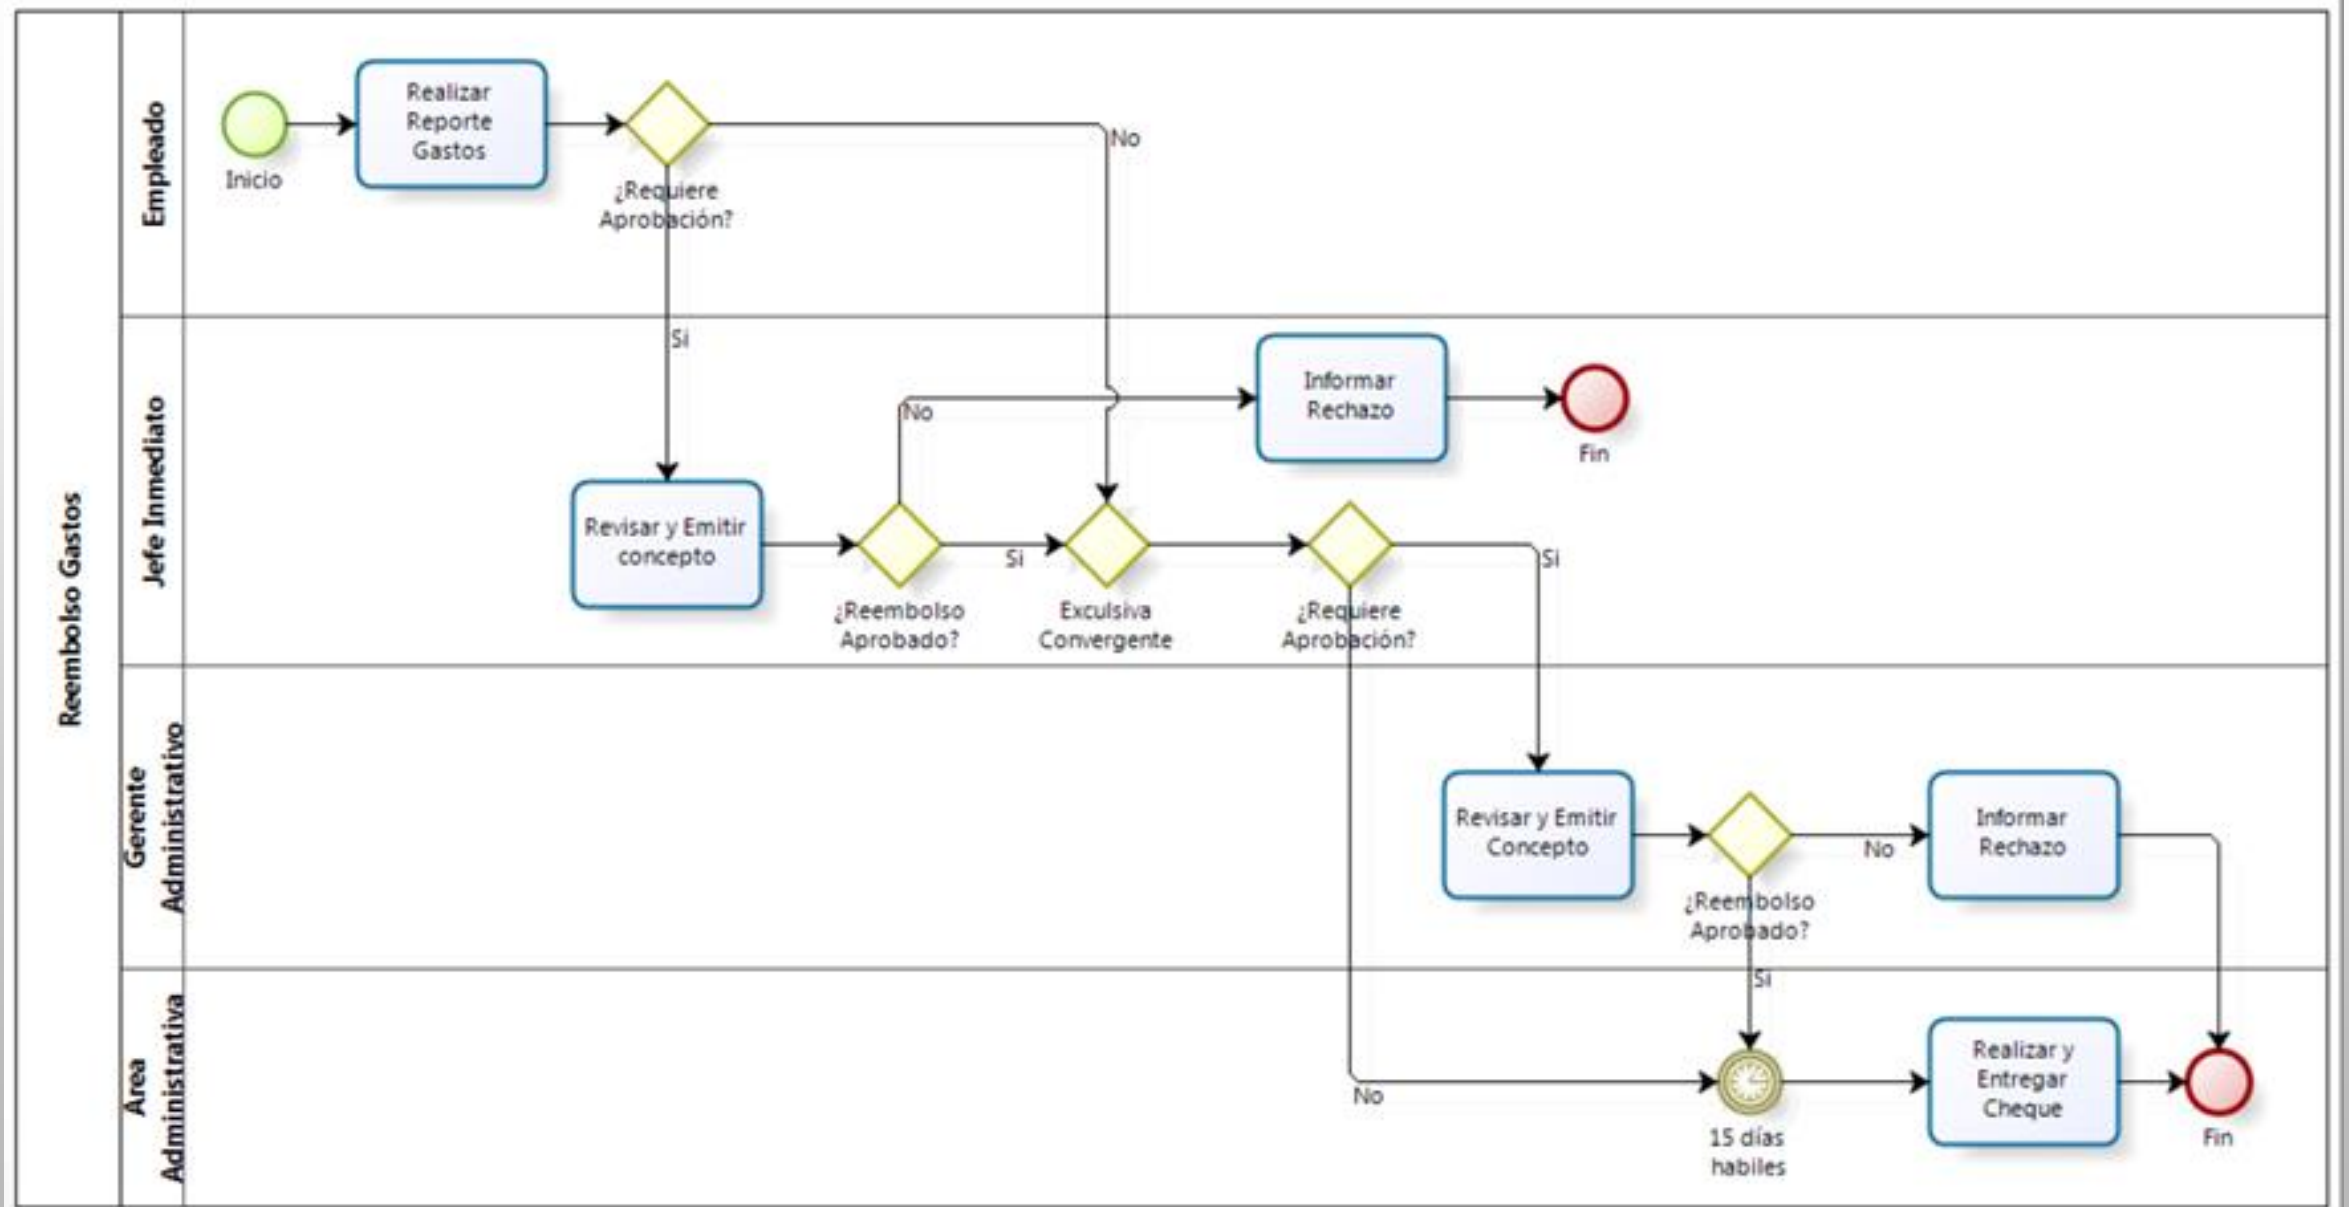 Reembolso Gastos
Empleado
Inicio
Realizar
Reporte
Gastos
¿Requiere
Aprobación?
No
Si
Jefe Inmediato
Revisar y Emitir
concepto
¿Reembolso
Aprobado?
No
Si
Exculsiva
Convergente
¿Requiere
Aprobación?
Si
Informar
Rechazo
Fin
Gerente
Administrativo
Revisar y Emitir
Concepto
¿Reembolso
Aprobado?
No
Informar
Rechazo
Si
Area
Administrativa
No
15 días
habiles
Realizar y
Entregar
Cheque
Fin